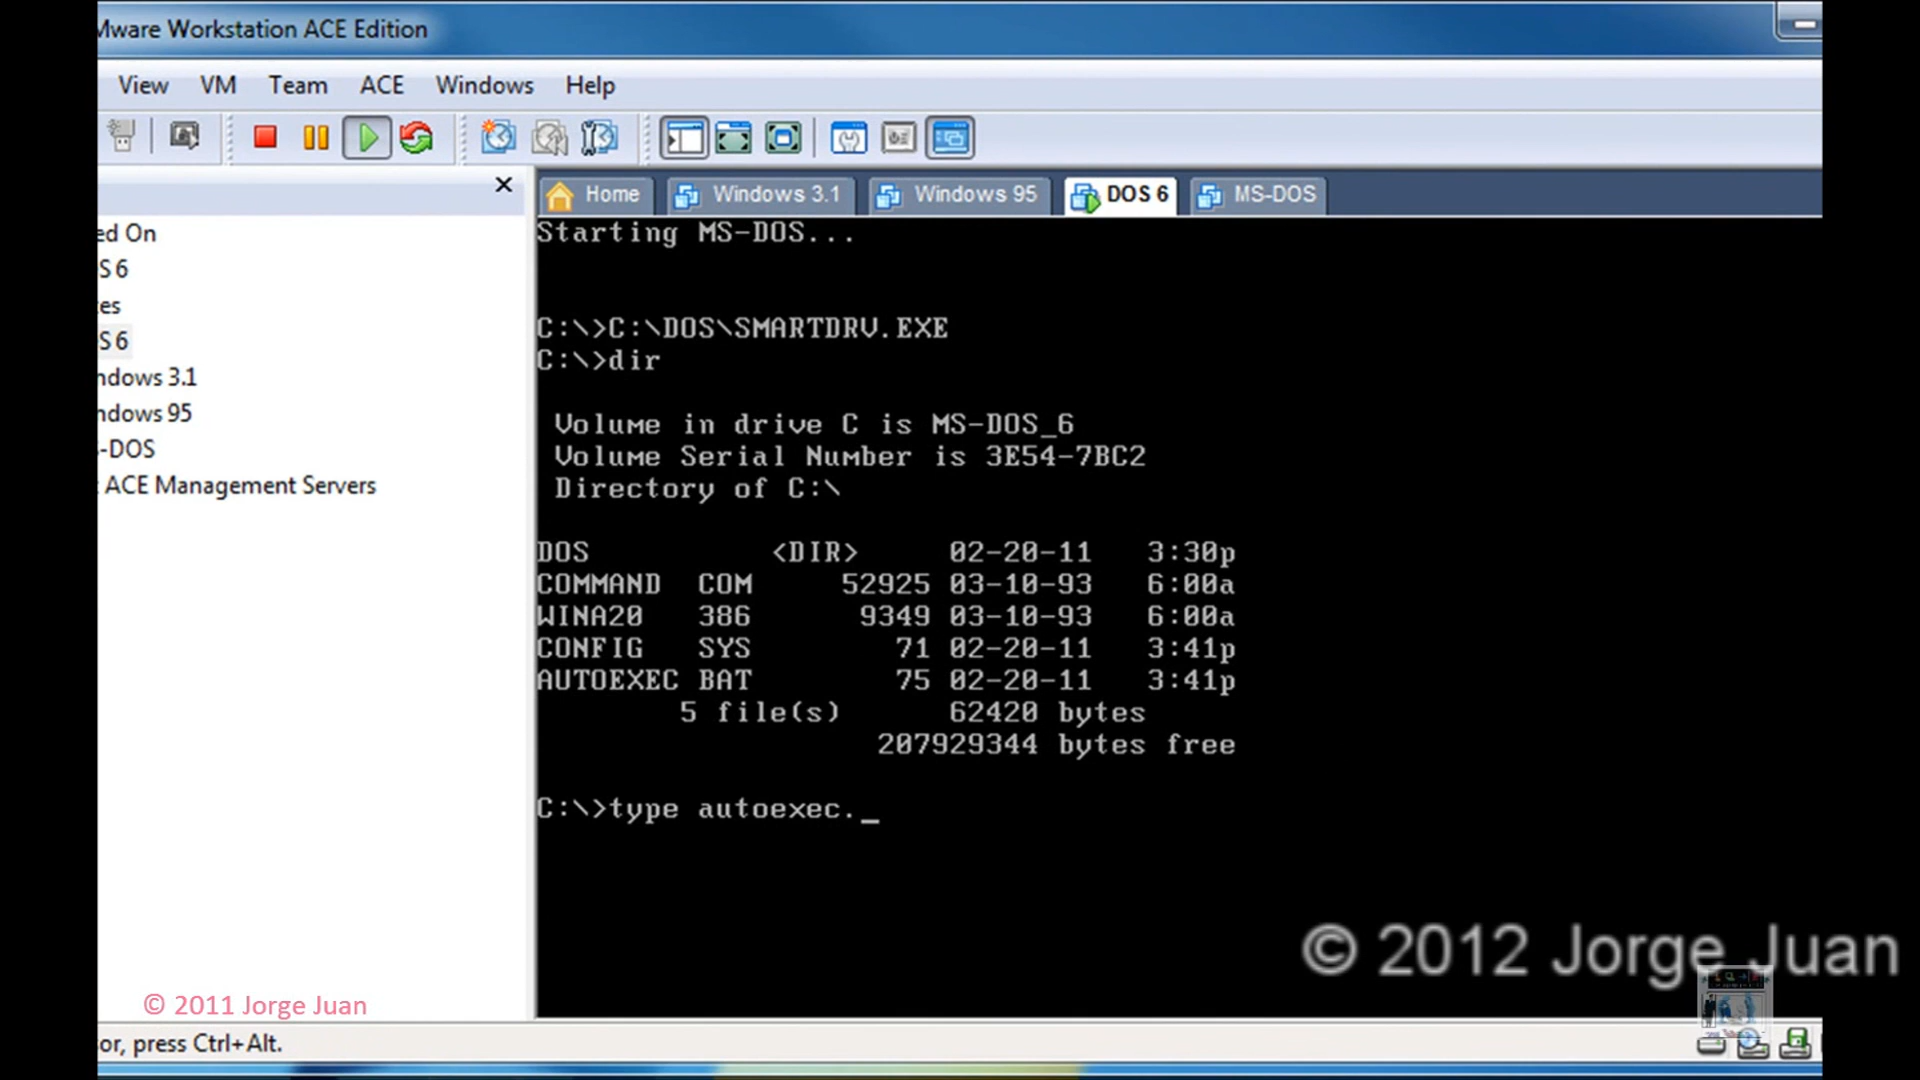 Mware Workstation ACE Edition
View VM Team ACE Windows Help
Home Windows 3.1 Windows 95 DOS 6 MS-DOS
ed On
S 6
es
S 6
ndows 3.1
ndows 95
-DOS
ACE Management Servers
Starting MS-DOS...
C:\>C:\DOS\SMARTDRV.EXE
C:\>dir
Volume in drive C is MS-DOS_6
Volume Serial Number is 3E54-7BC2
Directory of C:\
DOS <DIR> 02-20-11 3:30p
COMMAND COM 52925 03-10-93 6:00a
WINA20 386 9349 03-10-93 6:00a
CONFIG SYS 71 02-20-11 3:41p
AUTOEXEC BAT 75 02-20-11 3:41p
5 file(s) 62420 bytes
207929344 bytes free
C:\>type autoexec._
© 2012 Jorge Juan
© 2011 Jorge Juan
or, press Ctrl+Alt.